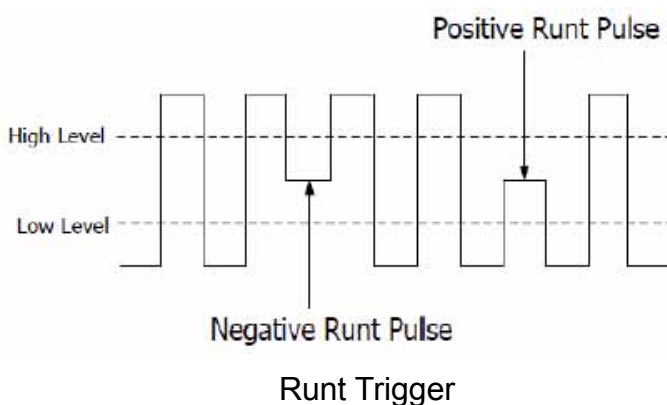 Positive Runt Pulse
High Level
Low Level
Negative Runt Pulse
Runt Trigger